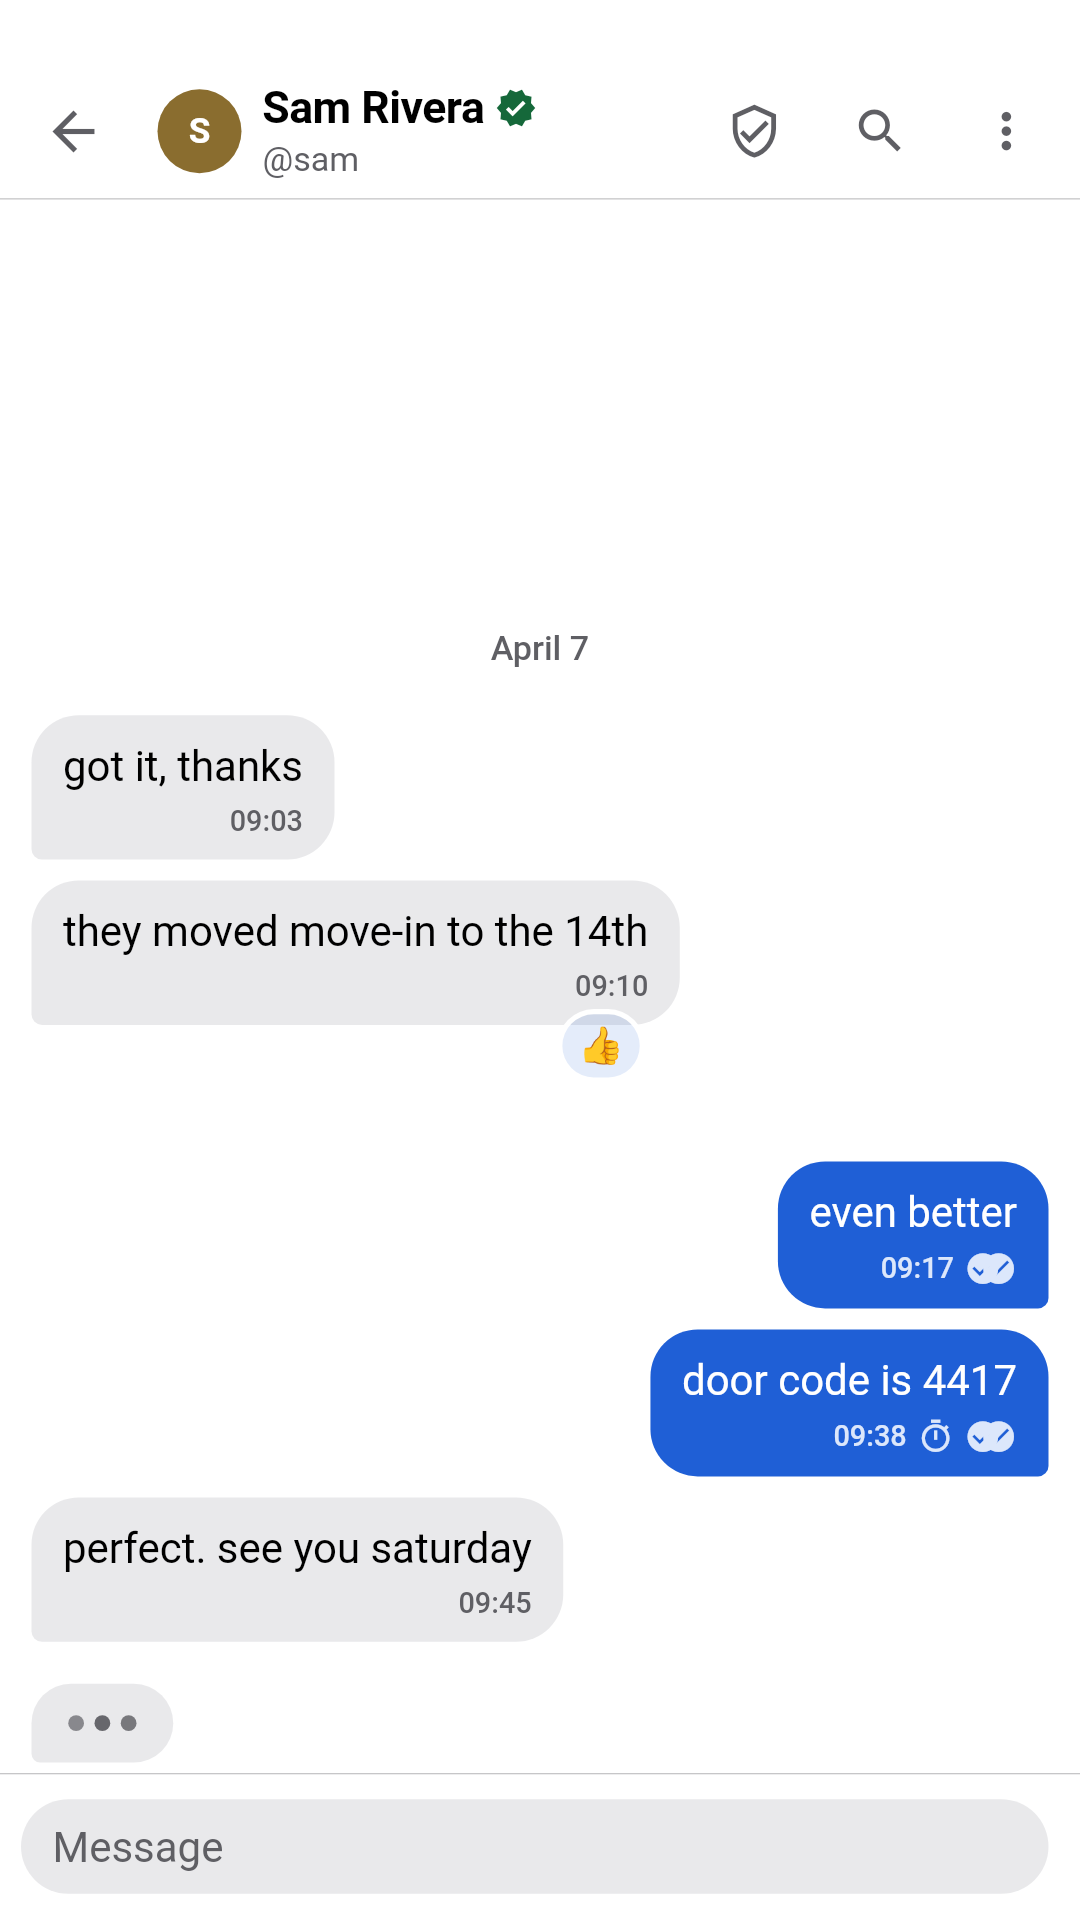 Sam Rivera
S
@sam
April 7
got it, thanks
09:03
they moved move-in to the 14th
09:10
👍
even better
09:17
door code is 4417
09:38
perfect. see you saturday
09:45
Message